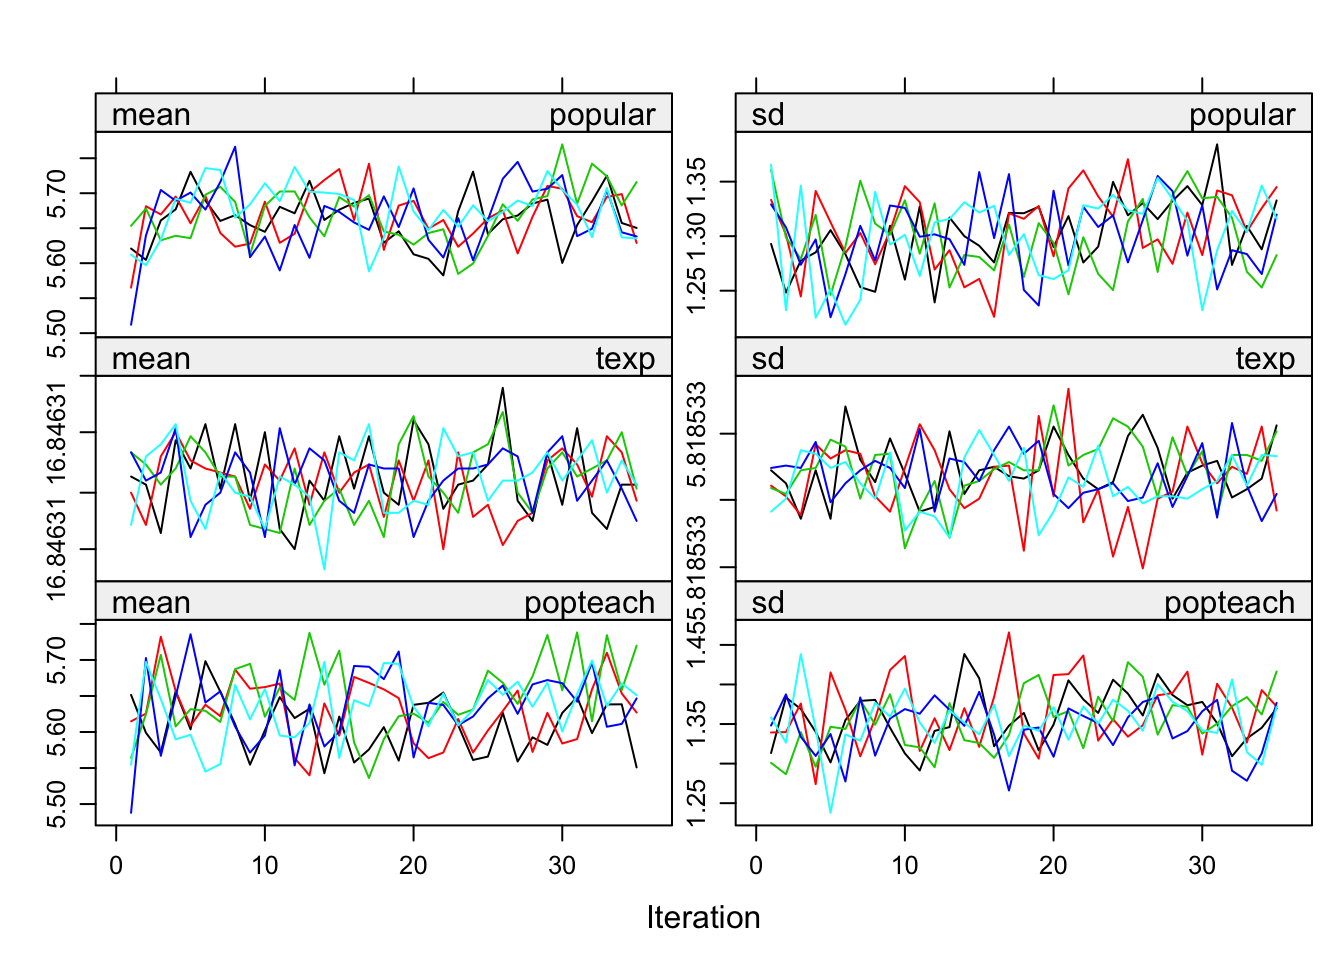 mean popular
sd popular
5.50 5.60 5.70
1.25 1.30 1.35
mean texp
sd texp
16.84631 16.84631
5.818533 5.818533
mean popteach
sd popteach
5.50 5.60 5.70
1.25 1.35 1.45
0 10 20 30
0 10 20 30
Iteration